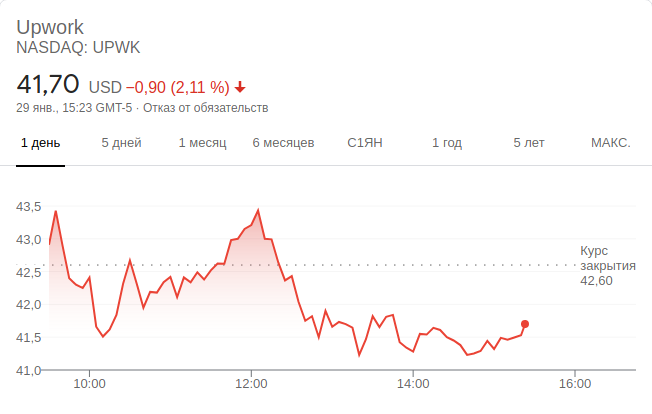 Upwork
NASDAQ: UPWK
41,70 USD −0,90 (2,11 %)
29 янв., 15:23 GMT-5 · Отказ от обязательств
1 день 5 дней 1 месяц 6 месяцев С1ЯН 1 год 5 лет МАКС.
43,5
43,0
42,5
42,0
41,5
41,0
Курс
закрытия
42,60
10:00 12:00 14:00 16:00